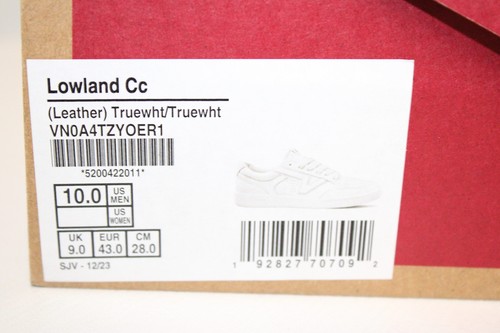 Lowland Cc
(Leather) Truewht/Truewht
VN0A4TZYOER1
*5200422011*
10.0 US MEN
US WOMEN
UK EUR CM
9.0 43.0 28.0
SJV - 12/23
1 92827 70709 2